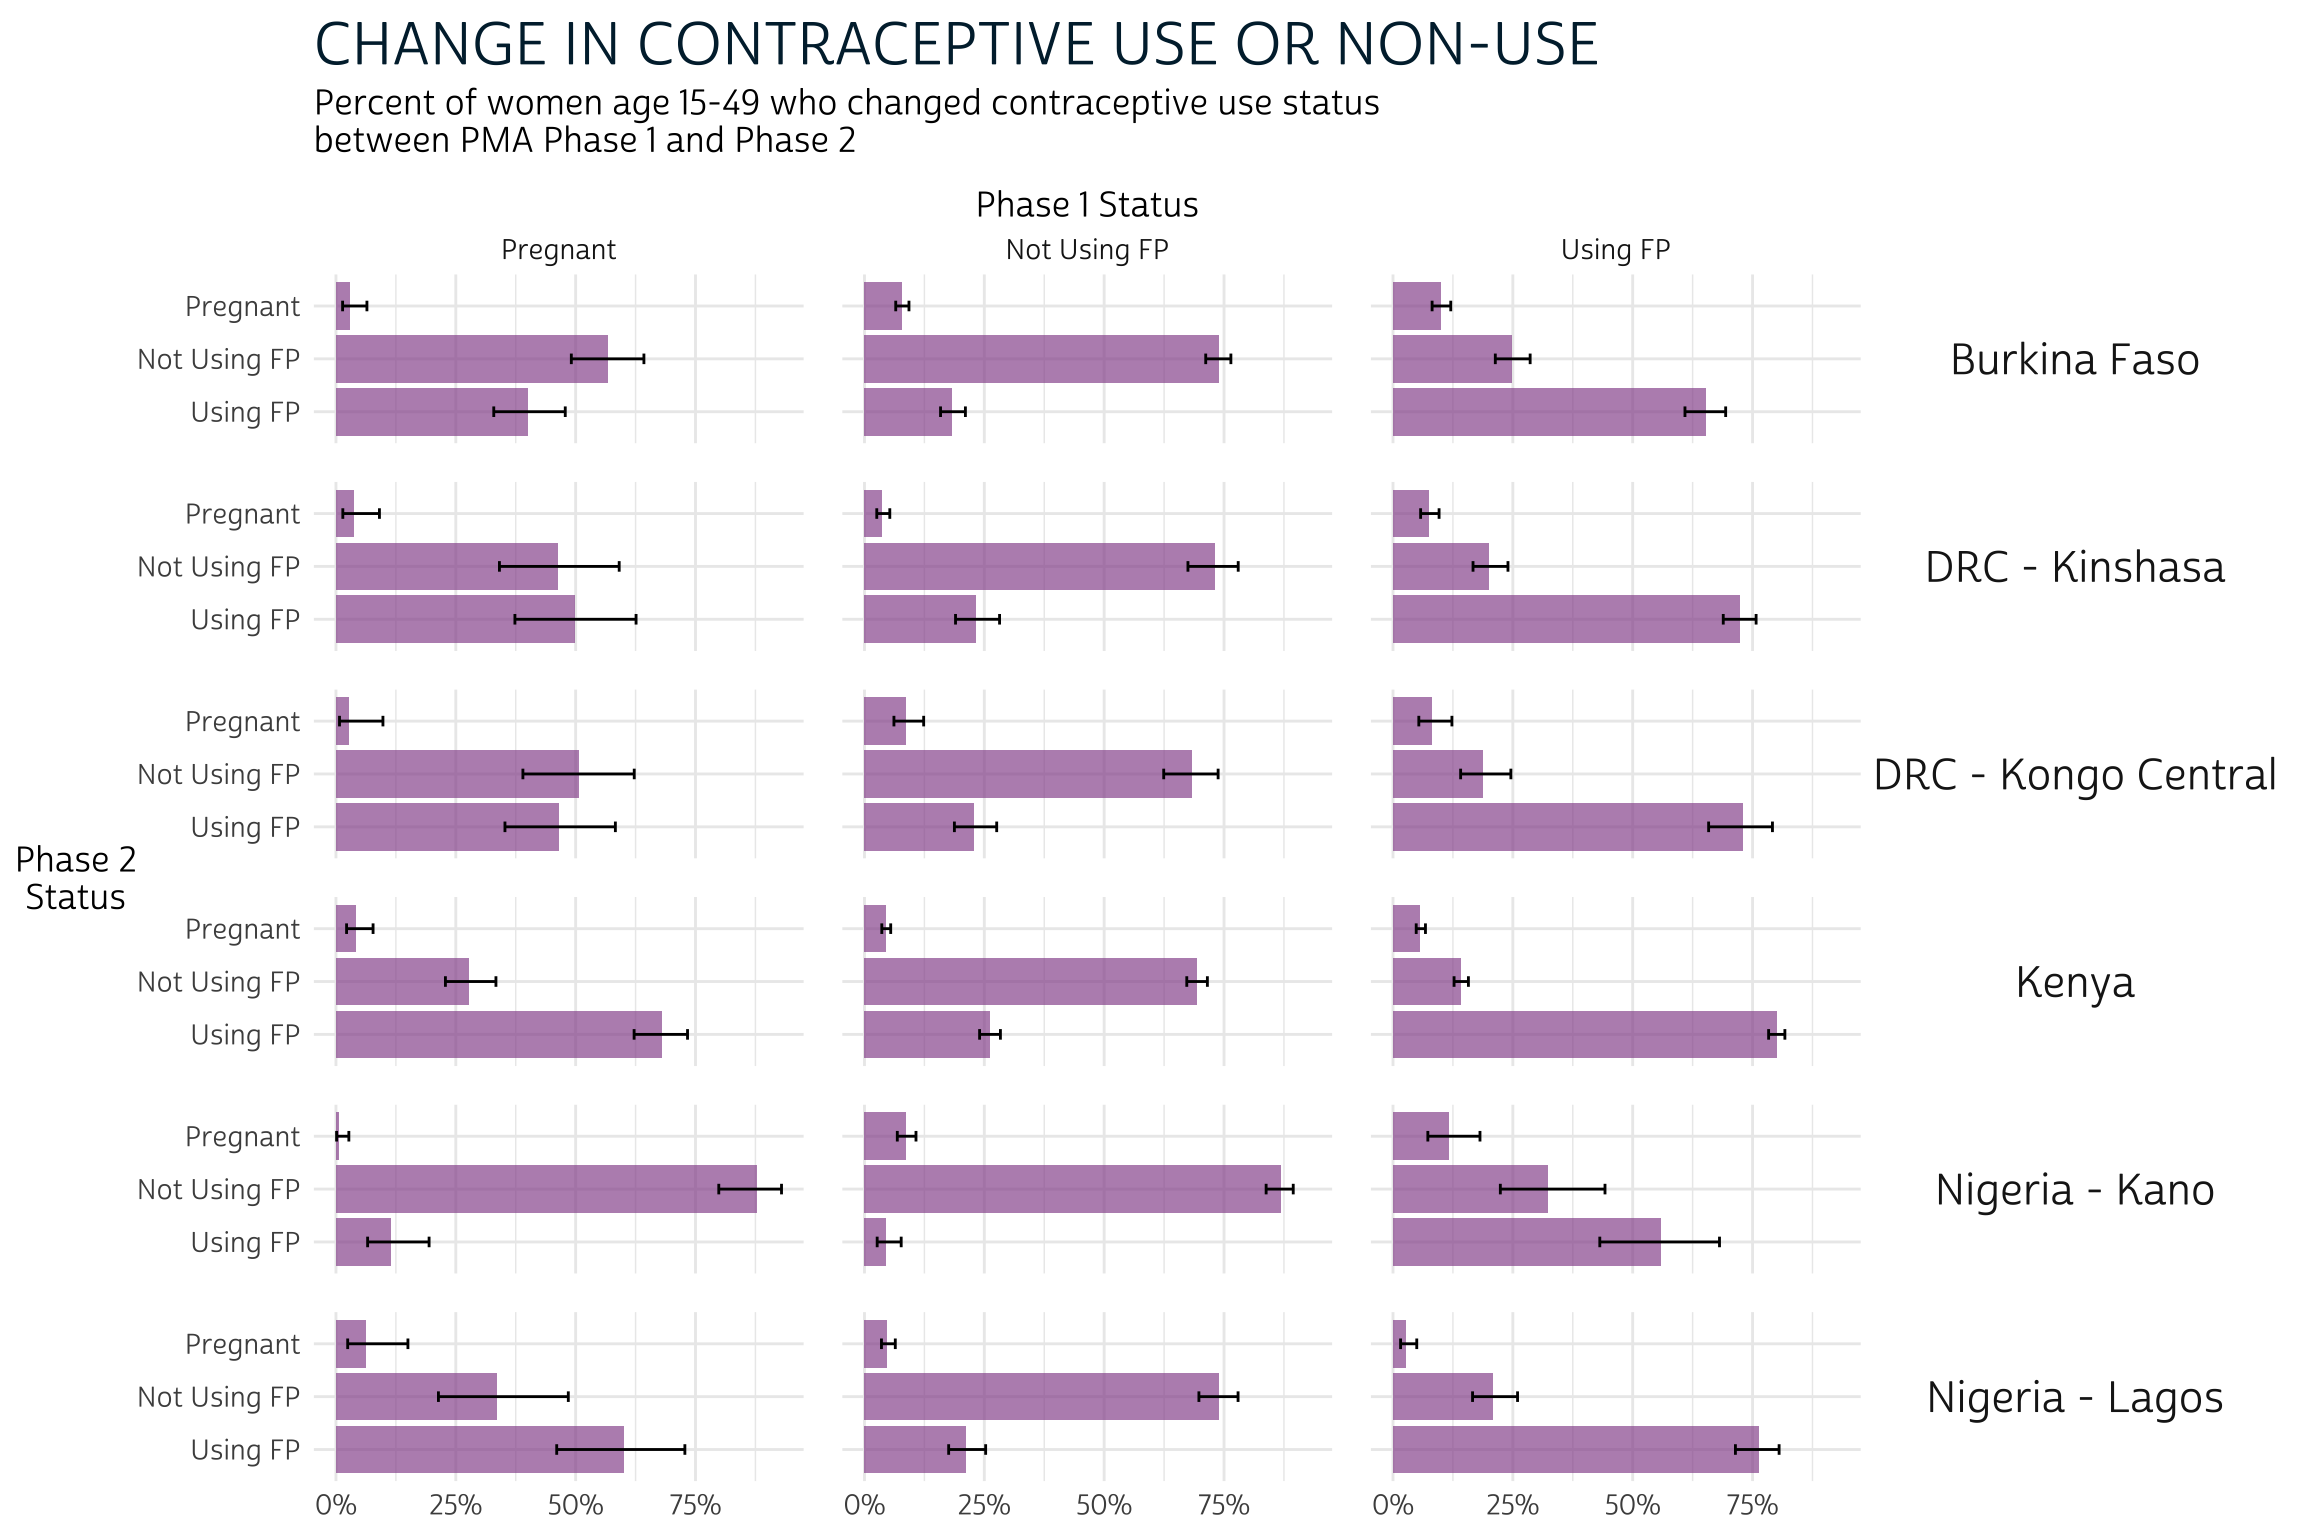 CHANGE IN CONTRACEPTIVE USE OR NON-USE
Percent of women age 15-49 who changed contraceptive use status
between PMA Phase 1 and Phase 2
Phase 1 Status
Pregnant
Not Using FP
Using FP
Pregnant
Not Using FP
Using FP
Burkina Faso
Pregnant
Not Using FP
Using FP
DRC - Kinshasa
Pregnant
Not Using FP
Using FP
DRC - Kongo Central
Phase 2
Status
Pregnant
Not Using FP
Using FP
Kenya
Pregnant
Not Using FP
Using FP
Nigeria - Kano
Pregnant
Not Using FP
Using FP
Nigeria - Lagos
0% 25% 50% 75%
0% 25% 50% 75%
0% 25% 50% 75%